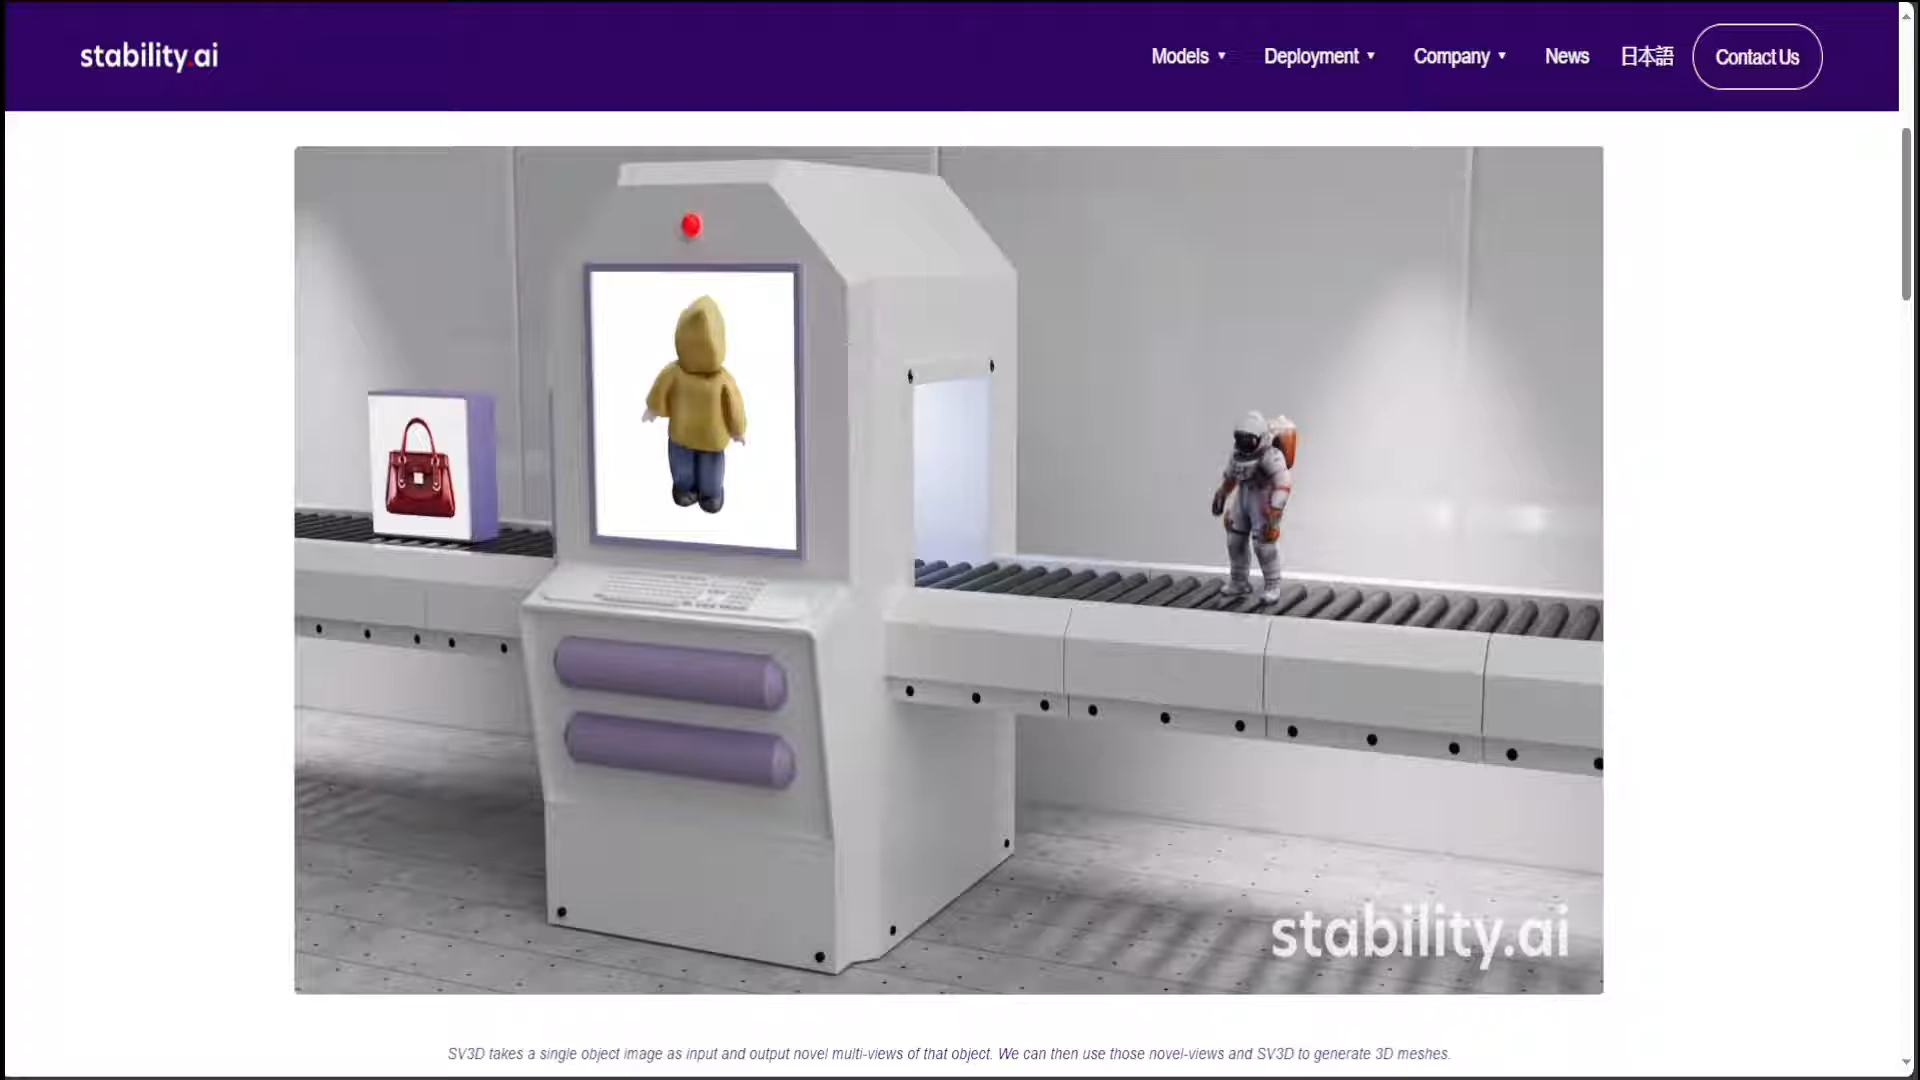 stability.ai
Models
Deployment
Company
News
日本語
Contact Us
stability.ai
SV3D takes a single object image as input and output novel multi-views of that object. We can then use those novel-views and SV3D to generate 3D meshes.